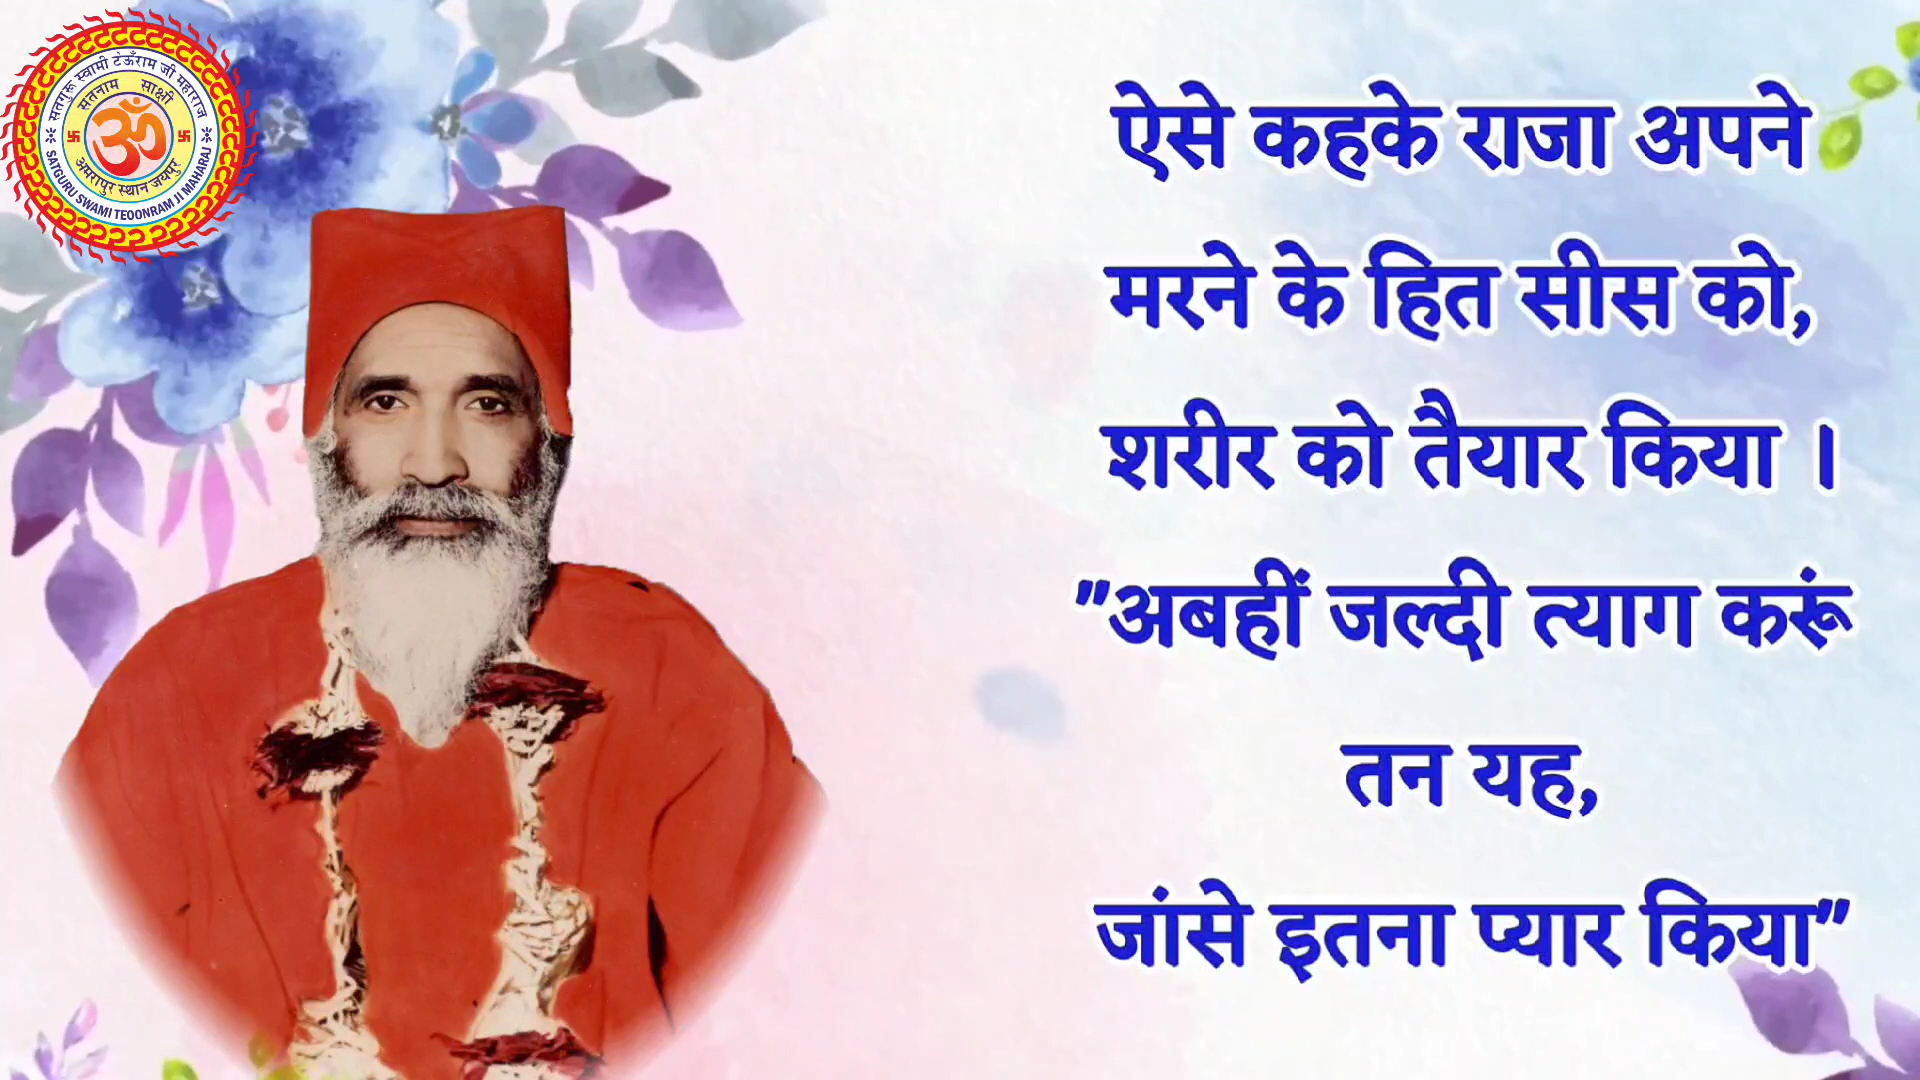 सतगुरू स्वामी टेऊँराम जी महाराज
सतनाम साक्षी
ॐ
अमरापुर स्थान जयपुर
SATGURU SWAMI TEOONRAM JI MAHARAJ
ऐसे कहके राजा अपने
मरने के हित सीस को,
शरीर को तैयार किया ।
"अबहीं जल्दी त्याग करूं
तन यह,
जांसे इतना प्यार किया"